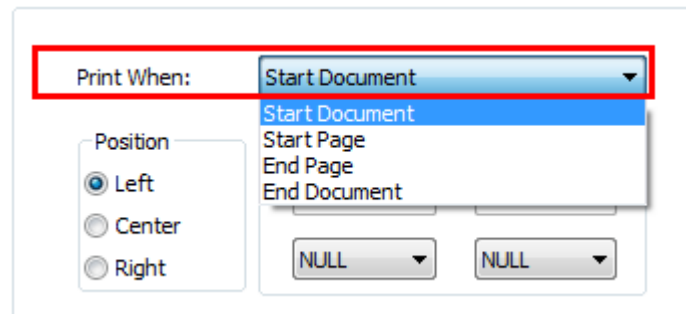 Print When: Start Document
Start Document
Start Page
End Page
End Document
Position
Left
Center
Right
NULL NULL